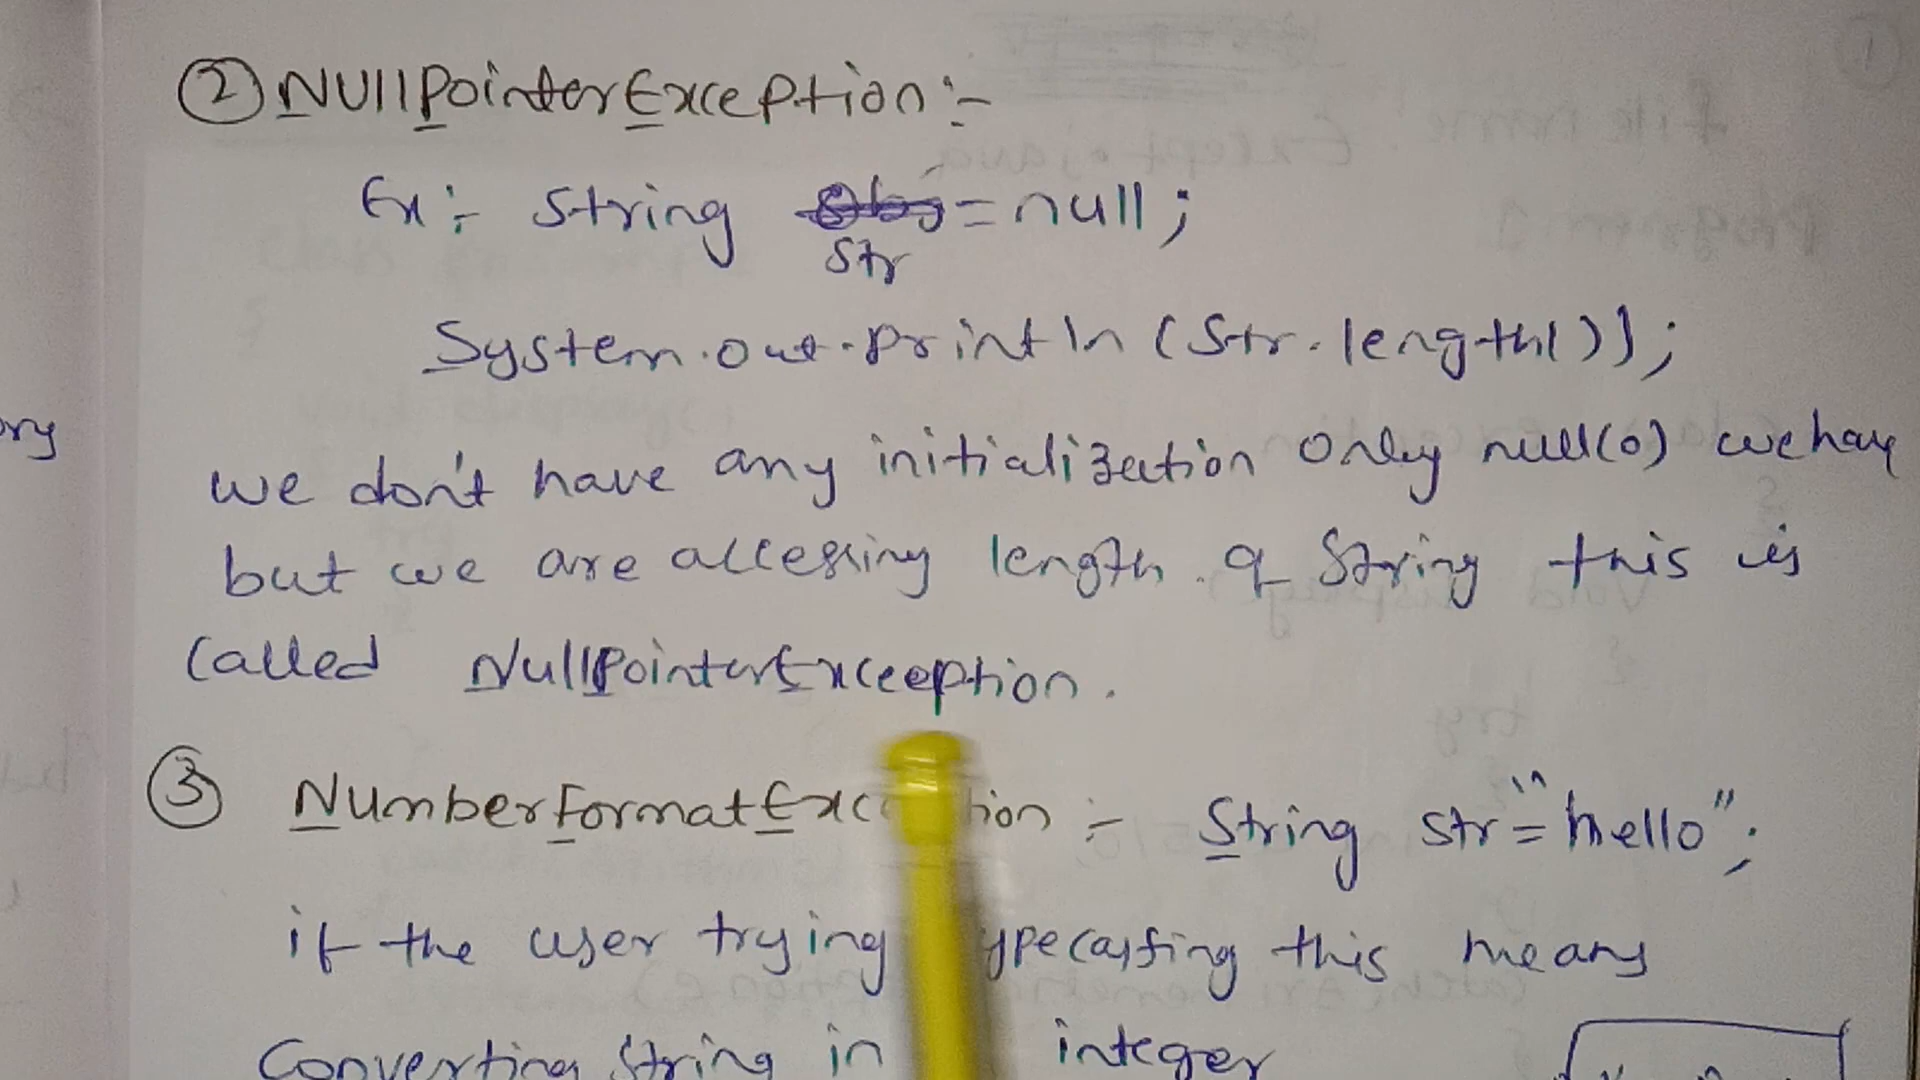 ② NullPointerException :-
Ex :- String = null;
str
System.out.println (str.length());
ory
we don't have any initialization only null(0) we have
but we are accessing length of String this is
called NullPointerExceeption.
③ NumberFormatExc tion :- String str = "hello";
if the user trying ypecasting this means
Converting String in integer